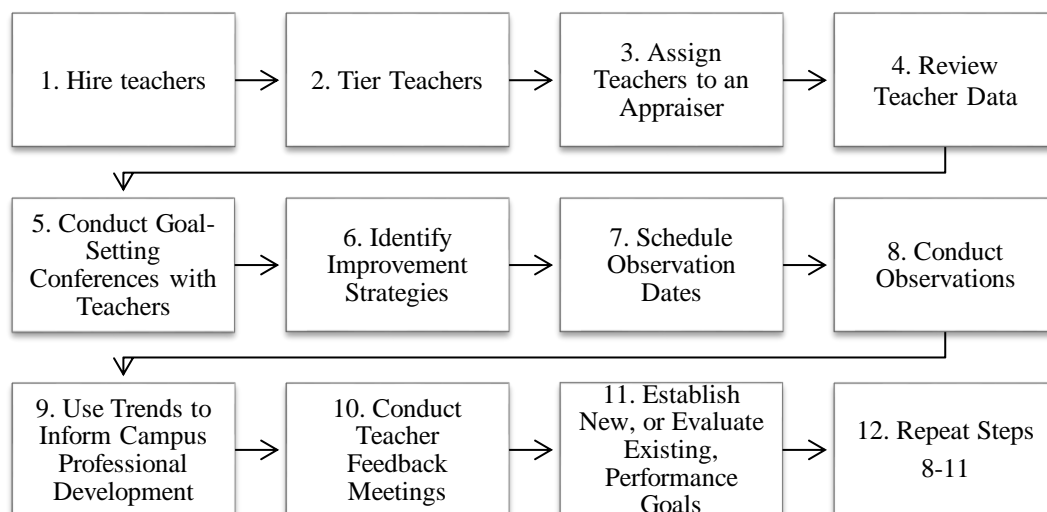 1. Hire teachers
2. Tier Teachers
3. Assign
Teachers to an
Appraiser
4. Review
Teacher Data
5. Conduct Goal-
Setting
Conferences with
Teachers
6. Identify
Improvement
Strategies
7. Schedule
Observation
Dates
8. Conduct
Observations
9. Use Trends to
Inform Campus
Professional
Development
10. Conduct
Teacher
Feedback
Meetings
11. Establish
New, or Evaluate
Existing,
Performance
Goals
12. Repeat Steps
8-11